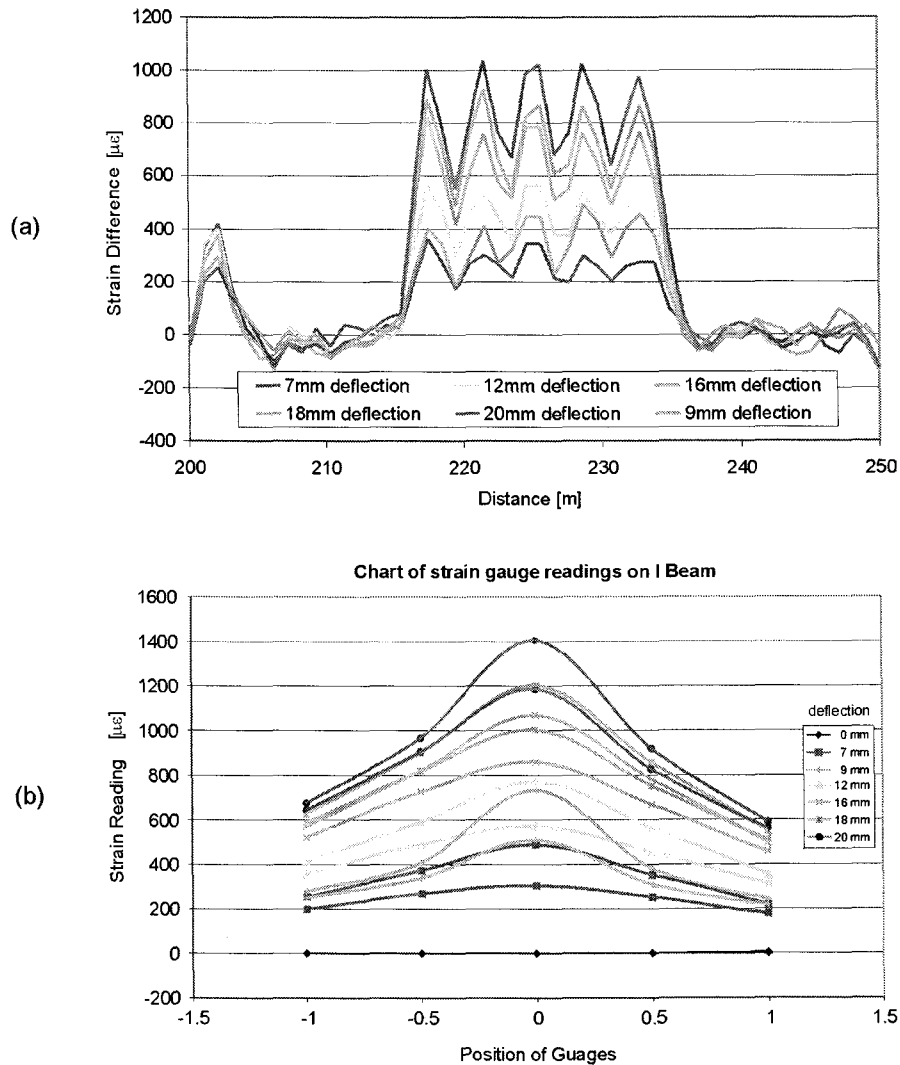 (a)
Strain Difference [µε]
1200
1000
800
600
400
200
0
-200
-400
7mm deflection 12mm deflection 16mm deflection
18mm deflection 20mm deflection 9mm deflection
200 210 220 230 240 250
Distance [m]
(b)
Chart of strain gauge readings on I Beam
Strain Reading [µε]
1600
1400
1200
1000
800
600
400
200
0
-200
deflection
0 mm
7 mm
9 mm
12 mm
16 mm
18 mm
20 mm
-1.5 -1 -0.5 0 0.5 1 1.5
Position of Guages